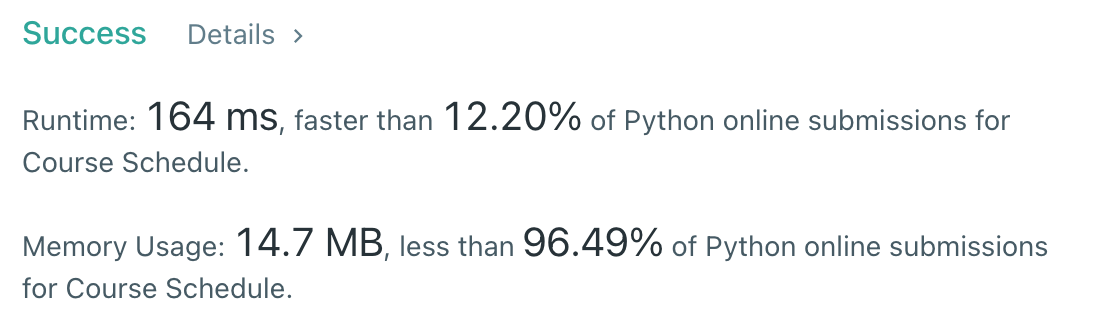 Success Details >
Runtime: 164 ms, faster than 12.20% of Python online submissions for
Course Schedule.
Memory Usage: 14.7 MB, less than 96.49% of Python online submissions
for Course Schedule.